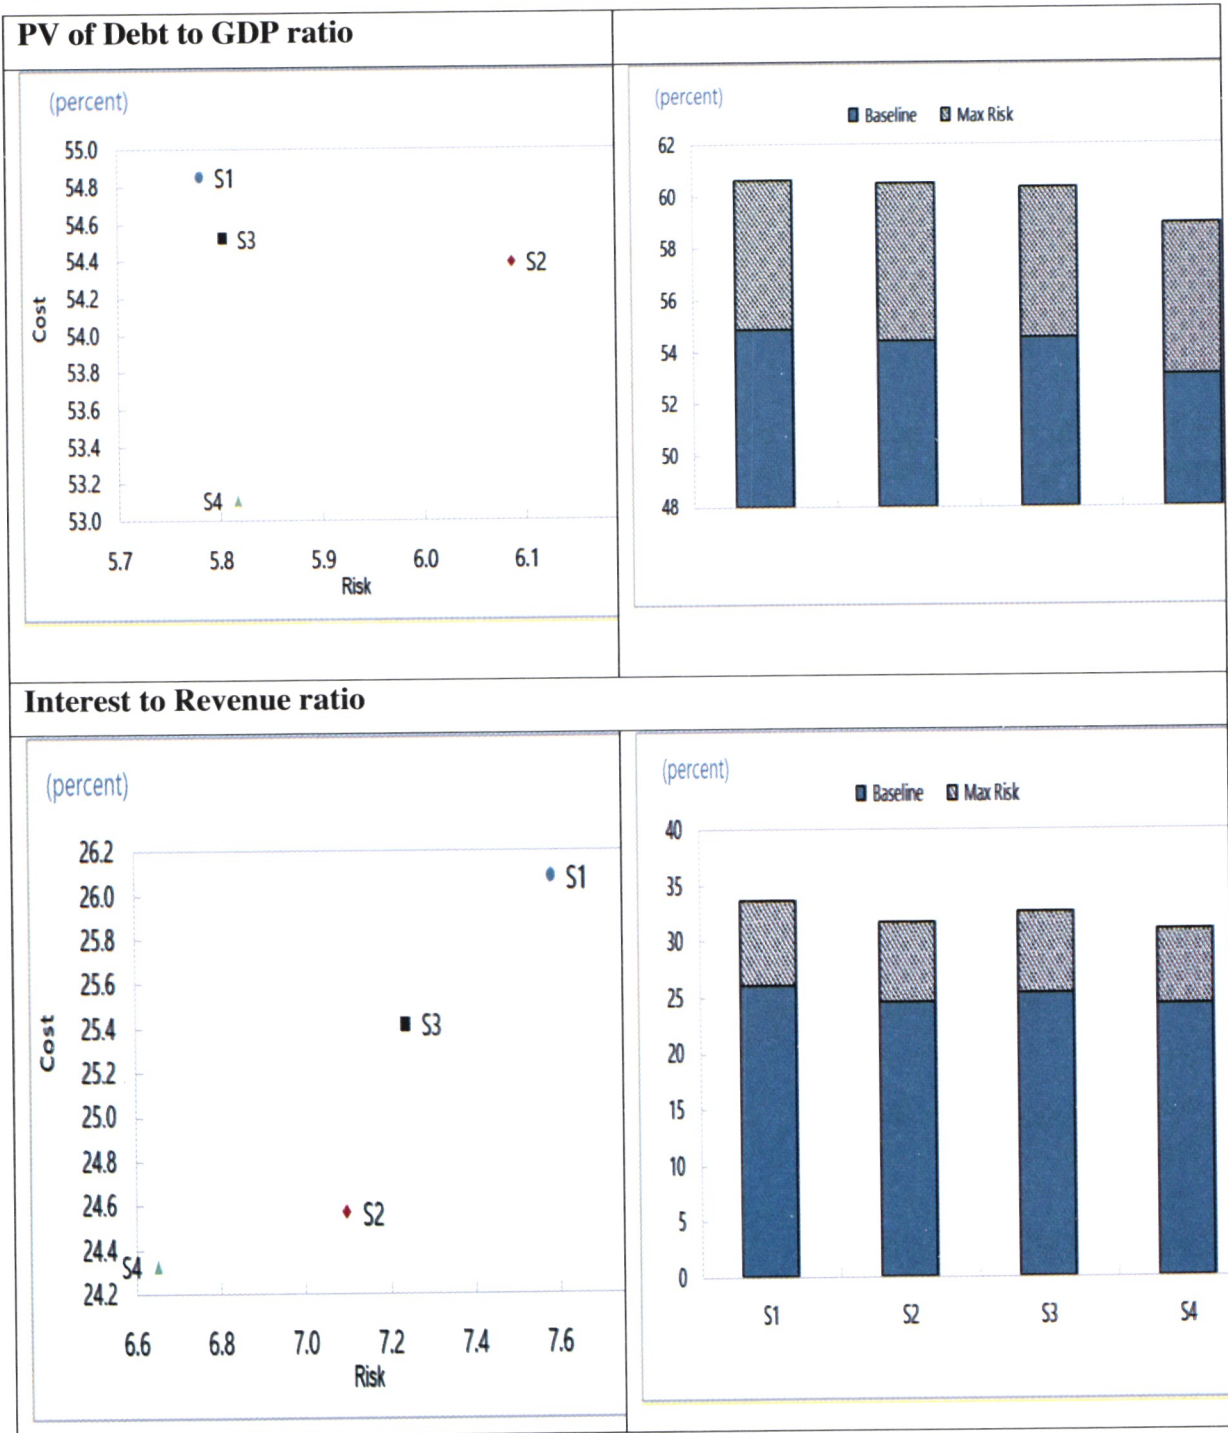 PV of Debt to GDP ratio
(percent)
55.0
54.8
54.6
54.4
54.2
54.0
53.8
53.6
53.4
53.2
53.0
Cost
S1
S3
S2
S4
5.7 5.8 5.9 6.0 6.1
Risk
(percent)
Baseline Max Risk
62
60
58
56
54
52
50
48
Interest to Revenue ratio
(percent)
26.2
26.0
25.8
25.6
25.4
25.2
25.0
24.8
24.6
24.4
24.2
Cost
S1
S3
S2
S4
6.6 6.8 7.0 7.2 7.4 7.6
Risk
(percent)
Baseline Max Risk
40
35
30
25
20
15
10
5
0
S1 S2 S3 S4